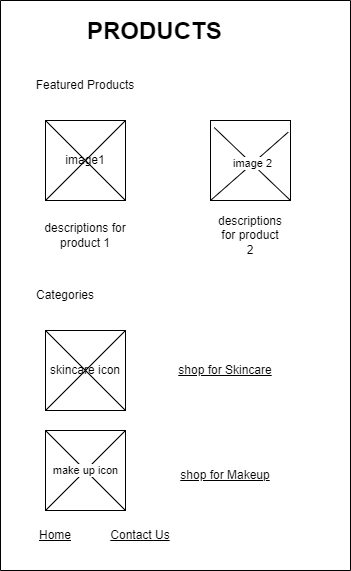 PRODUCTS
Featured Products
image1
image 2
descriptions for
product 1
descriptions
for product
2
Categories
skincare icon
shop for Skincare
make up icon
shop for Makeup
Home
Contact Us